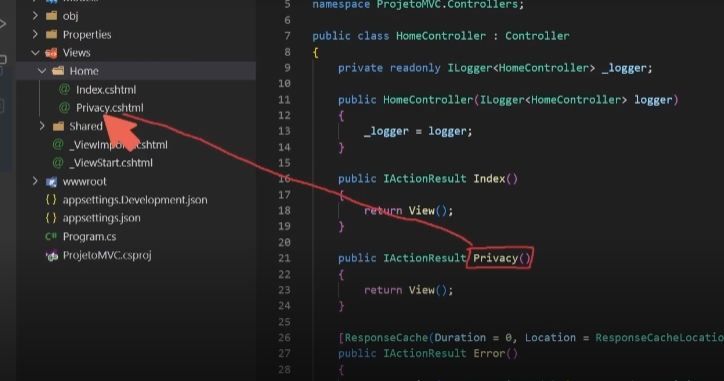 obj
Properties
Views
Home
Index.cshtml
Privacy.cshtml
Shared
_ViewStart.cshtml
wwwroot
appsettings.Development.json
appsettings.json
C# Program.cs
ProjetoMVC.csproj
5 namespace ProjetoMVC.Controllers;
6
7 public class HomeController : Controller
8 {
9 private readonly ILogger<HomeController> _logger;
10
11 public HomeController(ILogger<HomeController> logger)
12 {
13 _logger = logger;
14 }
15
16 public IActionResult Index()
17 {
18 return View();
19 }
20
21 public IActionResult Privacy()
22 {
23 return View();
24 }
25
26 [ResponseCache(Duration = 0, Location = ResponseCacheLocatio
27 public IActionResult Error()
28 {